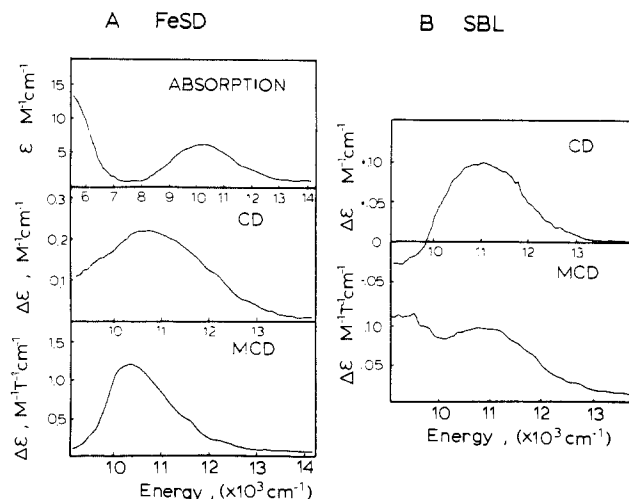 A FeSD
B SBL
ABSORPTION
ε M⁻¹cm⁻¹
15
10
5
6 7 8 9 10 11 12 13 14
CD
Δε , M⁻¹cm⁻¹
0.3
0.2
0.1
10 11 12 13
MCD
Δε , M⁻¹T⁻¹cm⁻¹
1.5
1.0
0.5
10 11 12 13 14
Energy , (×10³ cm⁻¹)
CD
Δε M⁻¹cm⁻¹
.10
.05
0
.05
10 11 12 13
MCD
Δε M⁻¹T⁻¹cm⁻¹
.10
.05
10 11 12 13
Energy , (×10³ cm⁻¹)